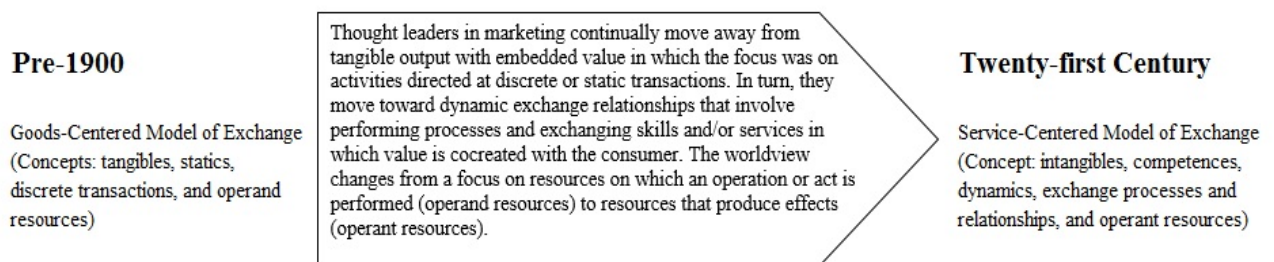 Pre-1900
Goods-Centered Model of Exchange
(Concepts: tangibles, statics,
discrete transactions, and operand
resources)
Thought leaders in marketing continually move away from
tangible output with embedded value in which the focus was on
activities directed at discrete or static transactions. In turn, they
move toward dynamic exchange relationships that involve
performing processes and exchanging skills and/or services in
which value is cocreated with the consumer. The worldview
changes from a focus on resources on which an operation or act is
performed (operand resources) to resources that produce effects
(operant resources).
Twenty-first Century
Service-Centered Model of Exchange
(Concept: intangibles, competences,
dynamics, exchange processes and
relationships, and operant resources)